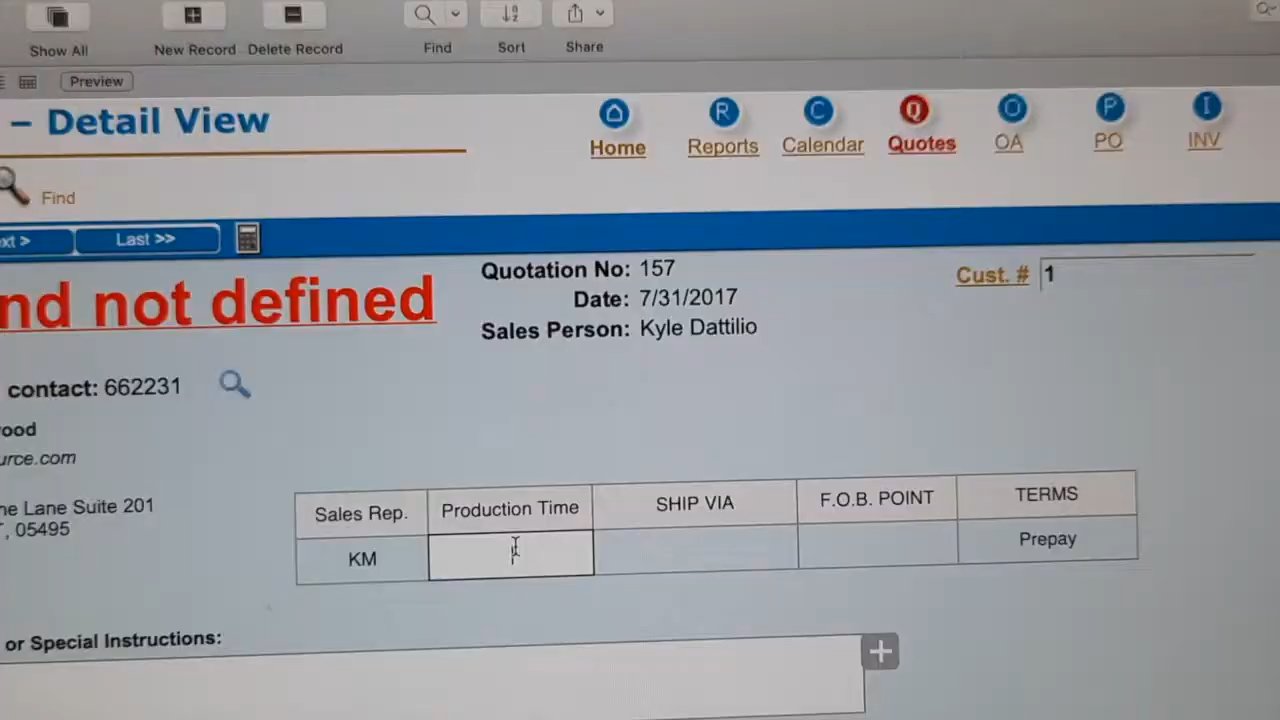 Show All
New Record
Delete Record
Find
Sort
Share
Preview
– Detail View
Home
Reports
Calendar
Quotes
OA
PO
INV
Find
Last >>
nd not defined
Quotation No: 157
Date: 7/31/2017
Sales Person: Kyle Dattilio
Cust. # 1
contact: 662231
ood
urce.com
ne Lane Suite 201
, 05495
Sales Rep. Production Time SHIP VIA F.O.B. POINT TERMS
KM Prepay
or Special Instructions: